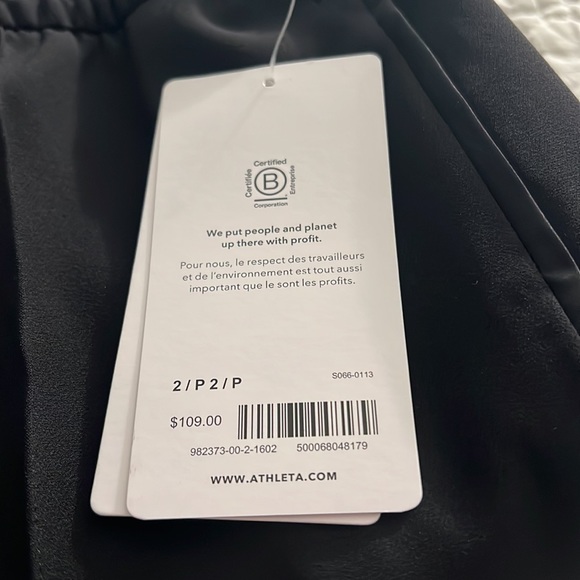 Certified
Certifiée
B
Entreprise
Corporation
We put people and planet
up there with profit.
Pour nous, le respect des travailleurs
et de l'environnement est tout aussi
important que le sont les profits.
S066-0113
2 / P 2 / P
$109.00
982373-00-2-1602 500068048179
WWW.ATHLETA.COM